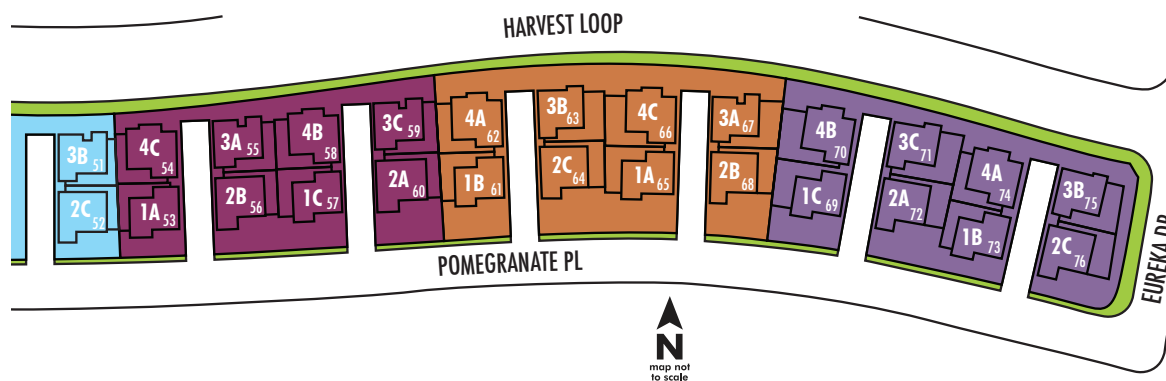 HARVEST LOOP
3B 51
4C 54
3A 55
4B 58
3C 59
4A 62
3B 63
4C 66
3A 67
4B 70
3C 71
4A 74
3B 75
2C 52
1A 53
2B 56
1C 57
2A 60
1B 61
2C 64
1A 65
2B 68
1C 69
2A 72
1B 73
2C 76
POMEGRANATE PL
EUREKA DR
N
map not
to scale